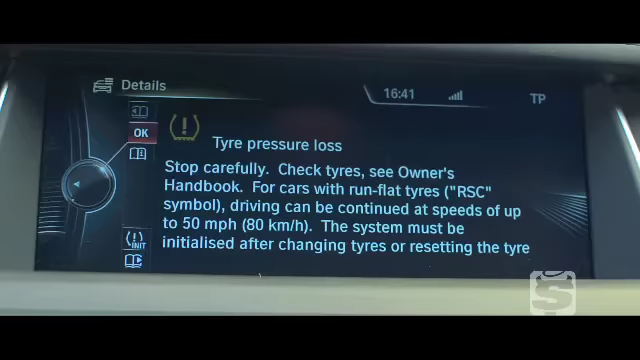 Details
16:41
TP
OK
Tyre pressure loss
Stop carefully. Check tyres, see Owner's
Handbook. For cars with run-flat tyres ("RSC"
symbol), driving can be continued at speeds of up
to 50 mph (80 km/h). The system must be
initialised after changing tyres or resetting the tyre
INIT
S